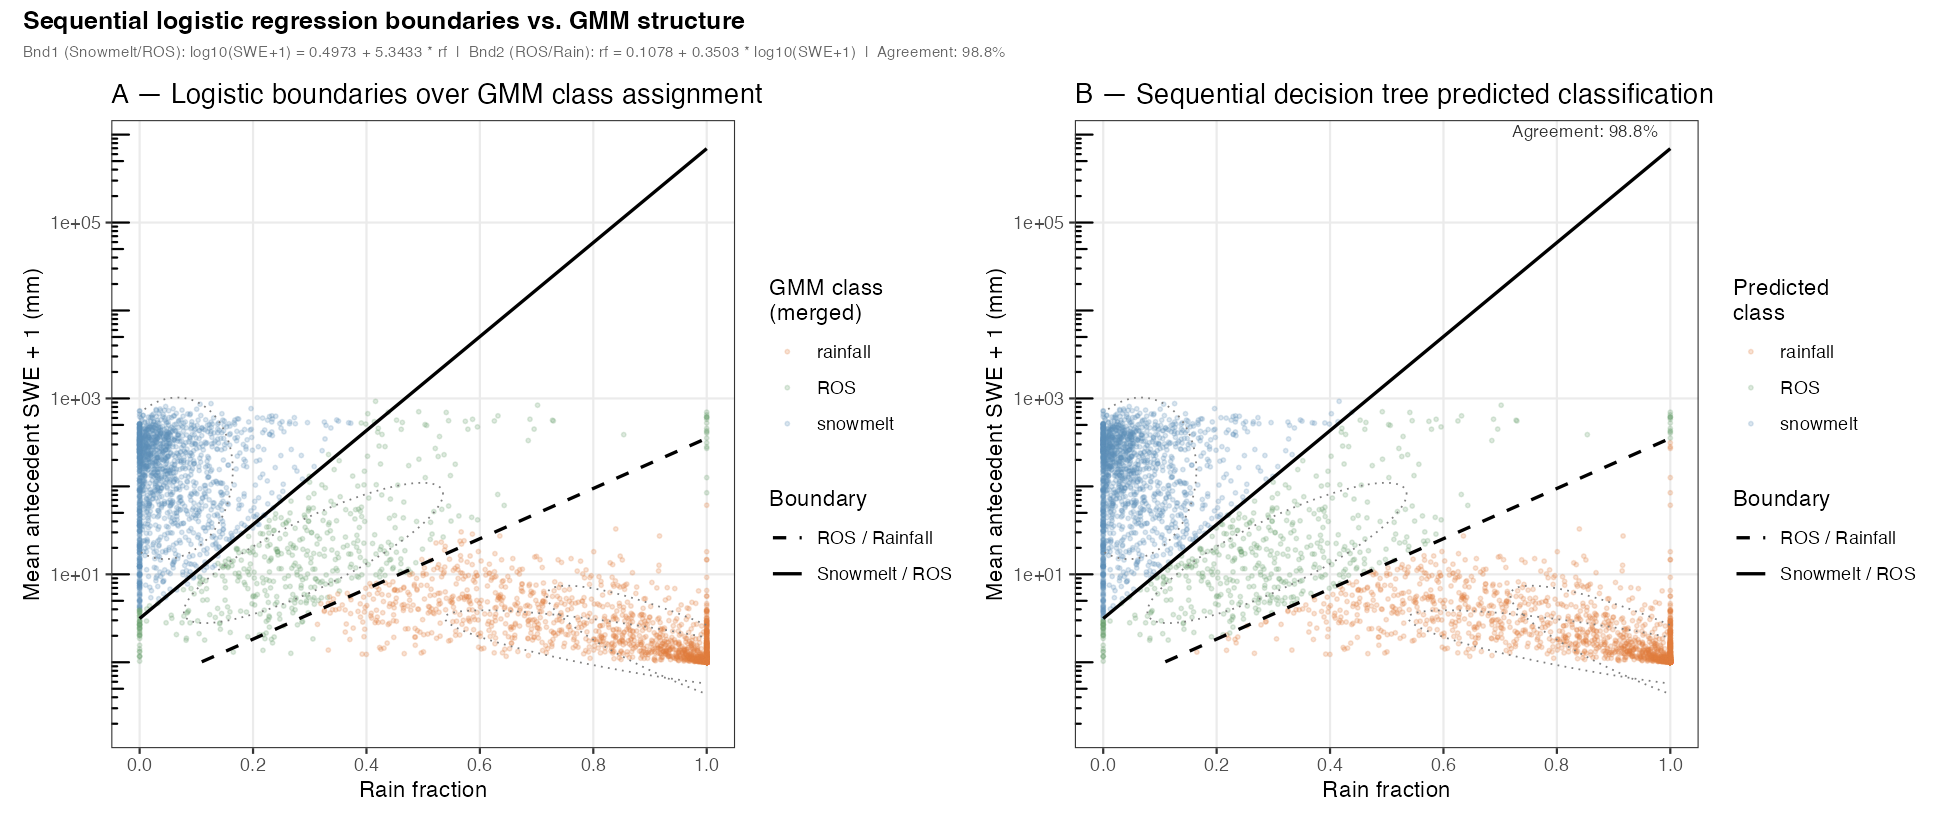 Sequential logistic regression boundaries vs. GMM structure
Bnd1 (Snowmelt/ROS): log10(SWE+1) = 0.4973 + 5.3433 * rf | Bnd2 (ROS/Rain): rf = 0.1078 + 0.3503 * log10(SWE+1) | Agreement: 98.8%
A — Logistic boundaries over GMM class assignment
Mean antecedent SWE + 1 (mm)
1e+05
1e+03
1e+01
0.0 0.2 0.4 0.6 0.8 1.0
Rain fraction
GMM class
(merged)
rainfall
ROS
snowmelt
Boundary
ROS / Rainfall
Snowmelt / ROS
B — Sequential decision tree predicted classification
Agreement: 98.8%
Mean antecedent SWE + 1 (mm)
1e+05
1e+03
1e+01
0.0 0.2 0.4 0.6 0.8 1.0
Rain fraction
Predicted
class
rainfall
ROS
snowmelt
Boundary
ROS / Rainfall
Snowmelt / ROS